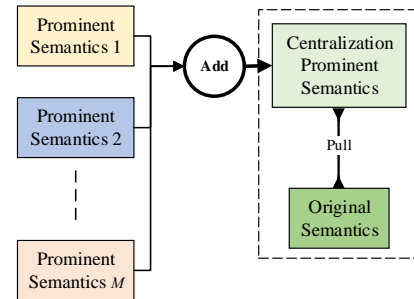 Prominent
Semantics 1
Prominent
Semantics 2
Prominent
Semantics M
Add
Centralization
Prominent
Semantics
Pull
Original
Semantics